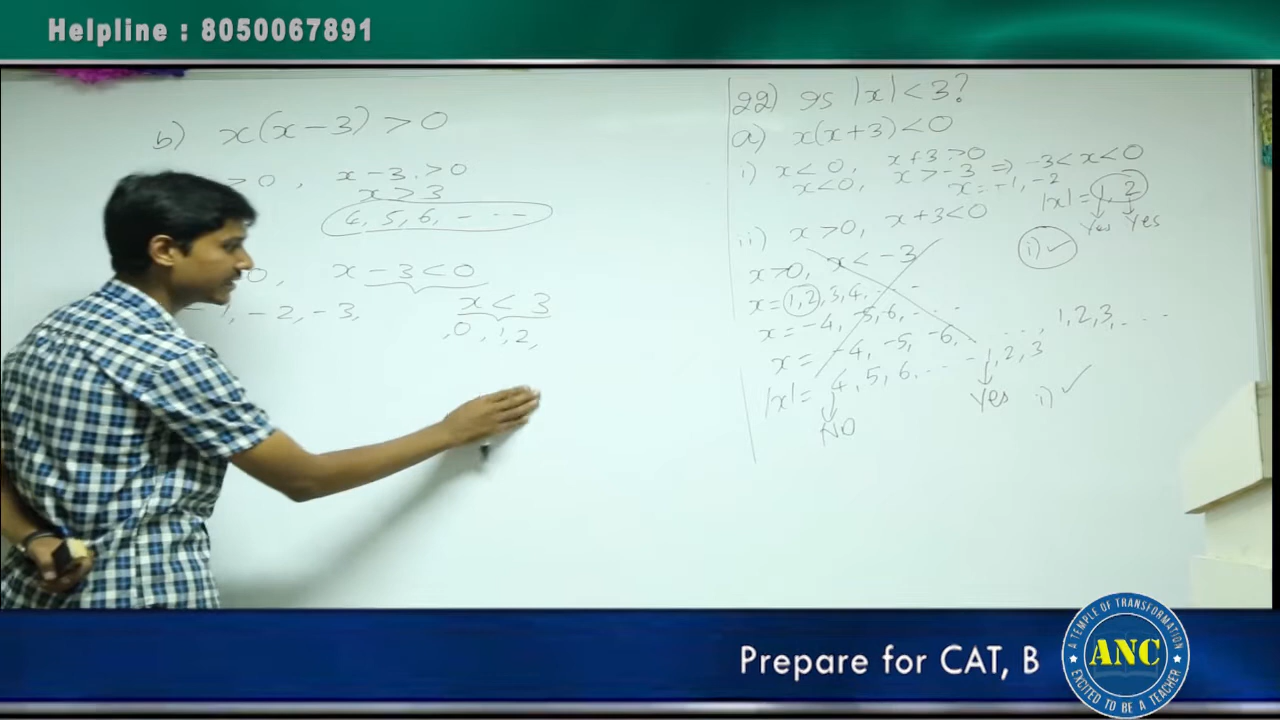 Helpline : 8050067891
b) x(x-3) > 0
> 0, x-3 > 0
x > 3
4, 5, 6, - - -
0, x-3 < 0
-1, -2, -3, x < 3
, 0, 1, 2,
22) Is |x| < 3?
a) x(x+3) < 0
i) x < 0, x+3 > 0
x < 0, x > -3 ⇒ -3 < x < 0
x = -1, -2
|x| = 1, 2
Yes Yes
i) ✓
ii) x > 0, x+3 < 0
x > 0, x < -3
x = 1, 2, 3, 4, -
x = -4, -5, -6, - - . . ., 1, 2, 3, . . .
x = -4, -5, -6, - 1, 2, 3
|x| = 4, 5, 6, . . .
NO
Yes i) ✓
Prepare for CAT, B
A TEMPLE OF TRANSFORMATION
ANC
EXCITED TO BE A TEACHER